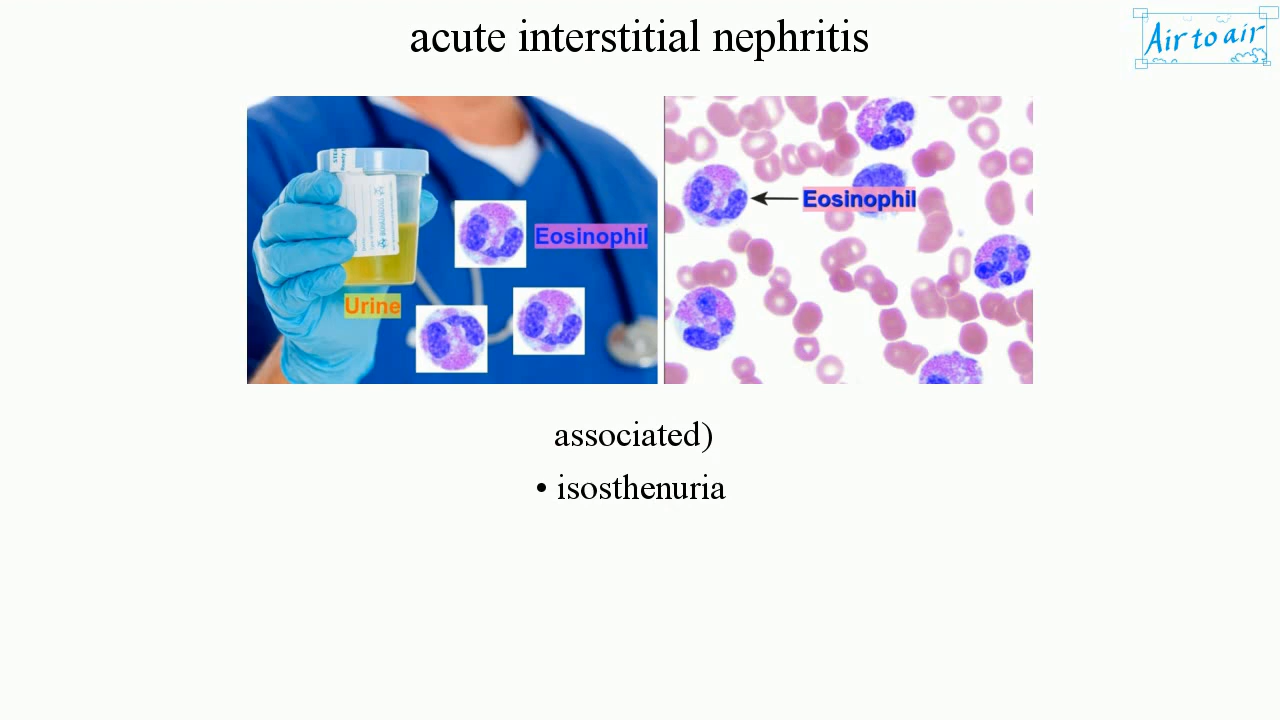 acute interstitial nephritis
Air to air
Eosinophil
Urine
Eosinophil
associated)
• isosthenuria